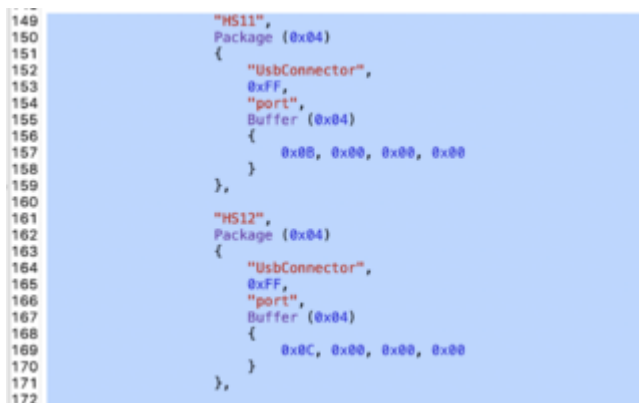 149 "HS11",
150 Package (0x04)
151 {
152 "UsbConnector",
153 0xFF,
154 "port",
155 Buffer (0x04)
156 {
157 0x0B, 0x00, 0x00, 0x00
158 }
159 },
160
161 "HS12",
162 Package (0x04)
163 {
164 "UsbConnector",
165 0xFF,
166 "port",
167 Buffer (0x04)
168 {
169 0x0C, 0x00, 0x00, 0x00
170 }
171 },
172